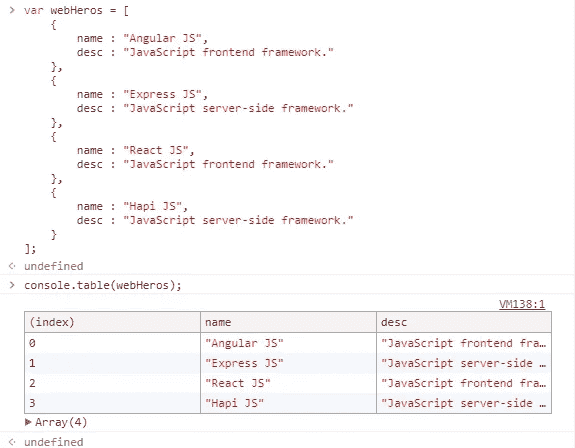 > var webHeros = [
{
name : "Angular JS",
desc : "JavaScript frontend framework."
},
{
name : "Express JS",
desc : "JavaScript server-side framework."
},
{
name : "React JS",
desc : "JavaScript frontend framework."
},
{
name : "Hapi JS",
desc : "JavaScript server-side framework."
}
];
undefined
> console.table(webHeros);
VM138:1
(index) name desc
0 "Angular JS" "JavaScript frontend fra…
1 "Express JS" "JavaScript server-side …
2 "React JS" "JavaScript frontend fra…
3 "Hapi JS" "JavaScript server-side …
Array(4)
undefined